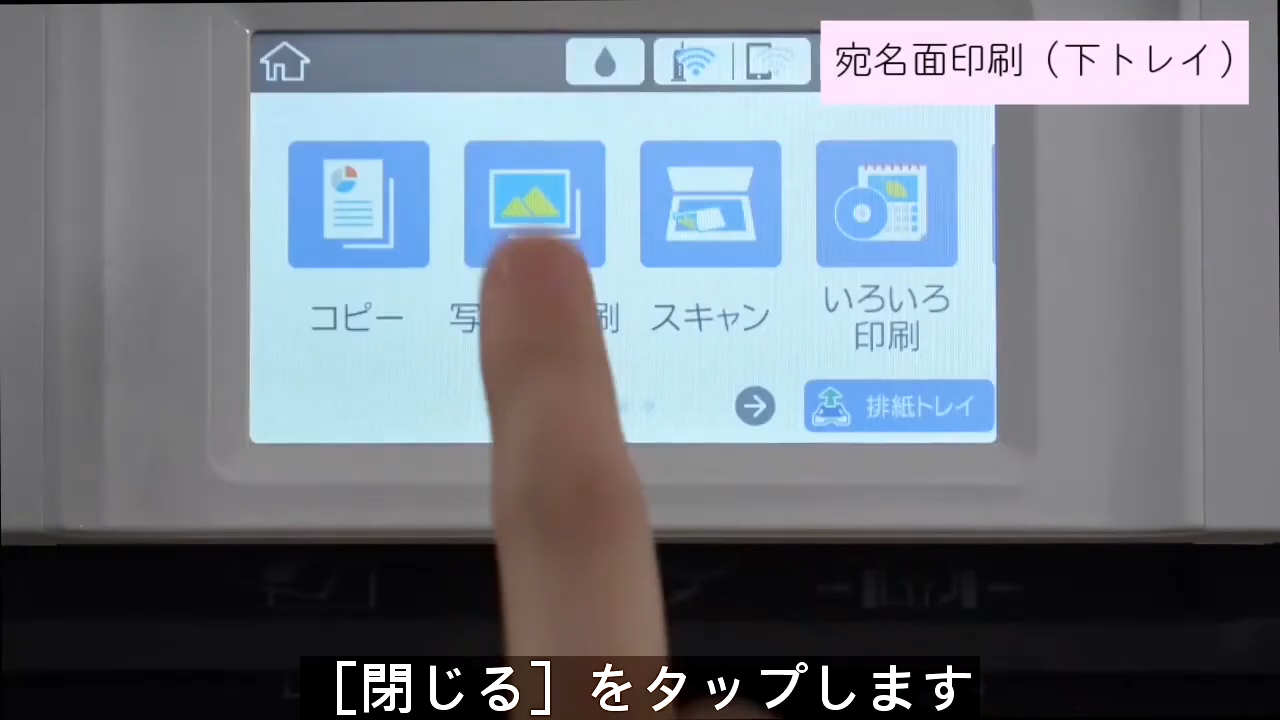 宛名面印刷（下トレイ）
コピー
写 刷
スキャン
いろいろ
印刷
排紙トレイ
［閉じる］をタップします